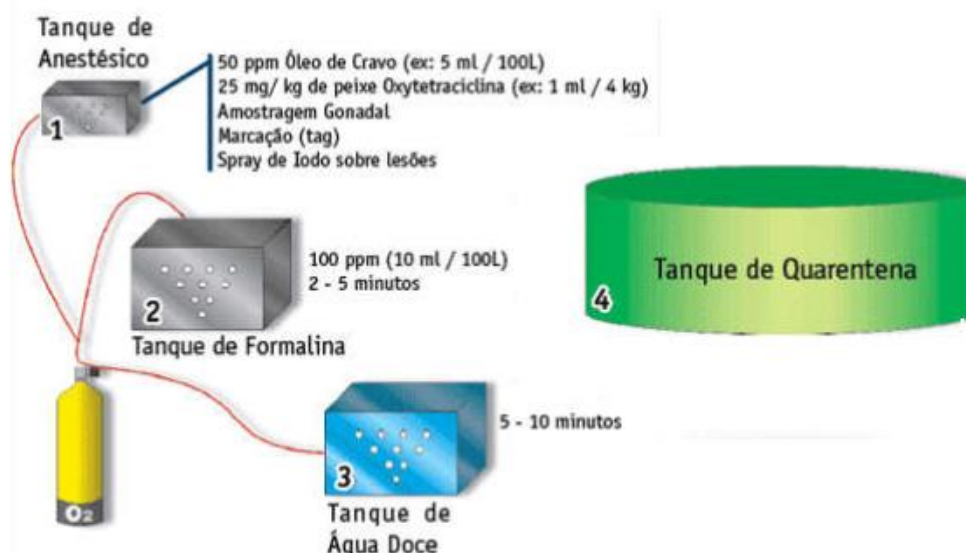 Tanque de
Anestésico
1
50 ppm Óleo de Cravo (ex: 5 ml / 100L)
25 mg/ kg de peixe Oxytetraciclina (ex: 1 ml / 4 kg)
Amostragem Gonadal
Marcação (tag)
Spray de Iodo sobre lesões
2
100 ppm (10 ml / 100L)
2 - 5 minutos
Tanque de Formalina
4
Tanque de Quarentena
3
5 - 10 minutos
Tanque de
Água Doce
O₂